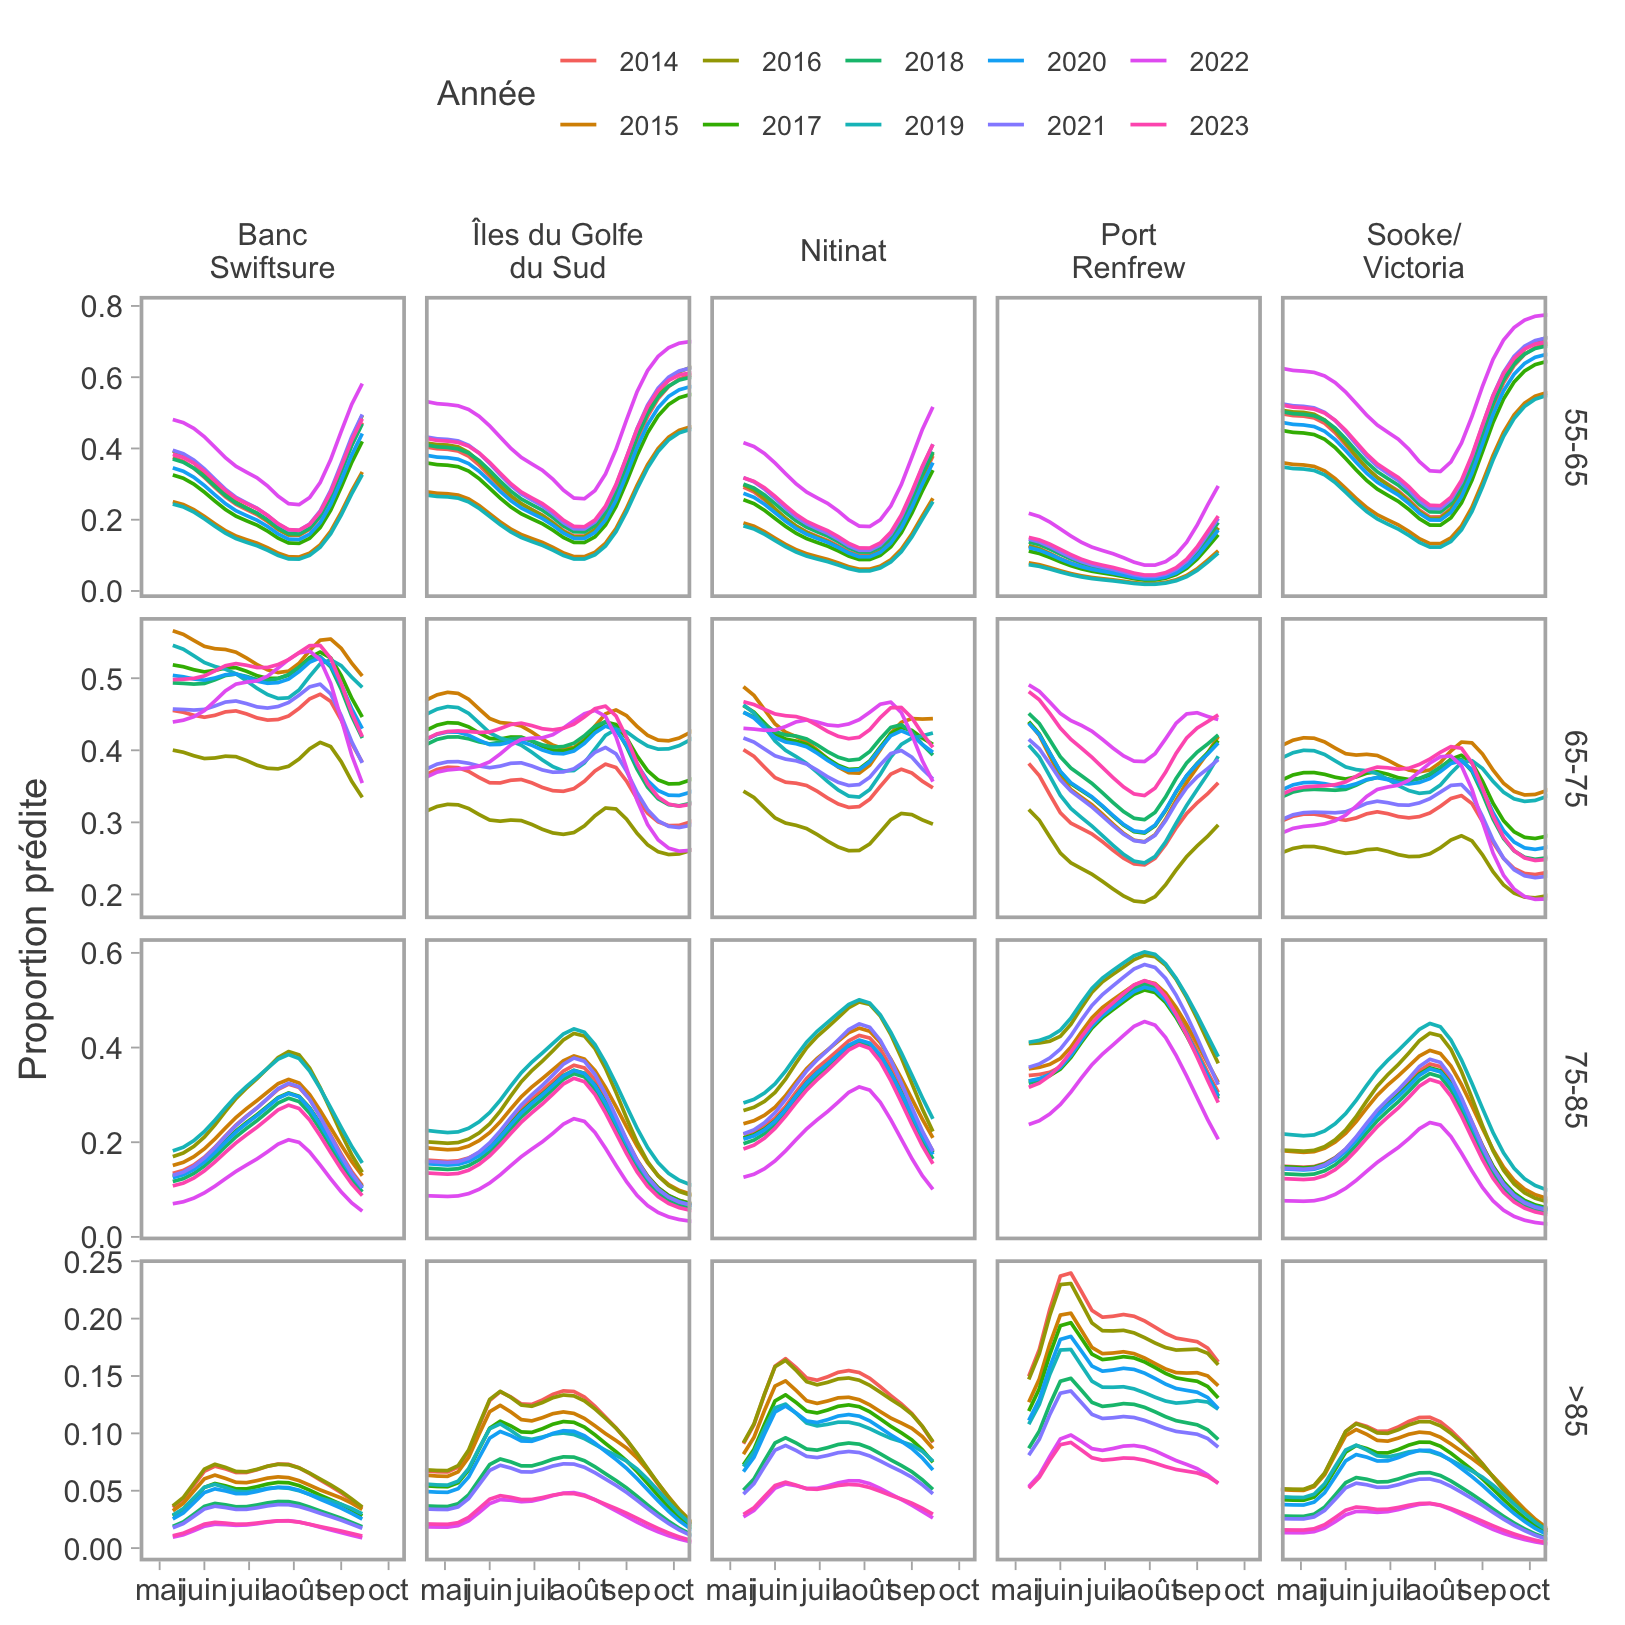 Année
2014 2016 2018 2020 2022
2015 2017 2019 2021 2023
Banc Swiftsure
Îles du Golfe du Sud
Nitinat
Port Renfrew
Sooke/ Victoria
Proportion prédite
0.8
0.6
0.4
0.2
0.0
55-65
0.5
0.4
0.3
0.2
65-75
0.6
0.4
0.2
0.0
75-85
0.25
0.20
0.15
0.10
0.05
0.00
>85
mai juin juil août sep oct
mai juin juil août sep oct
mai juin juil août sep oct
mai juin juil août sep oct
mai juin juil août sep oct